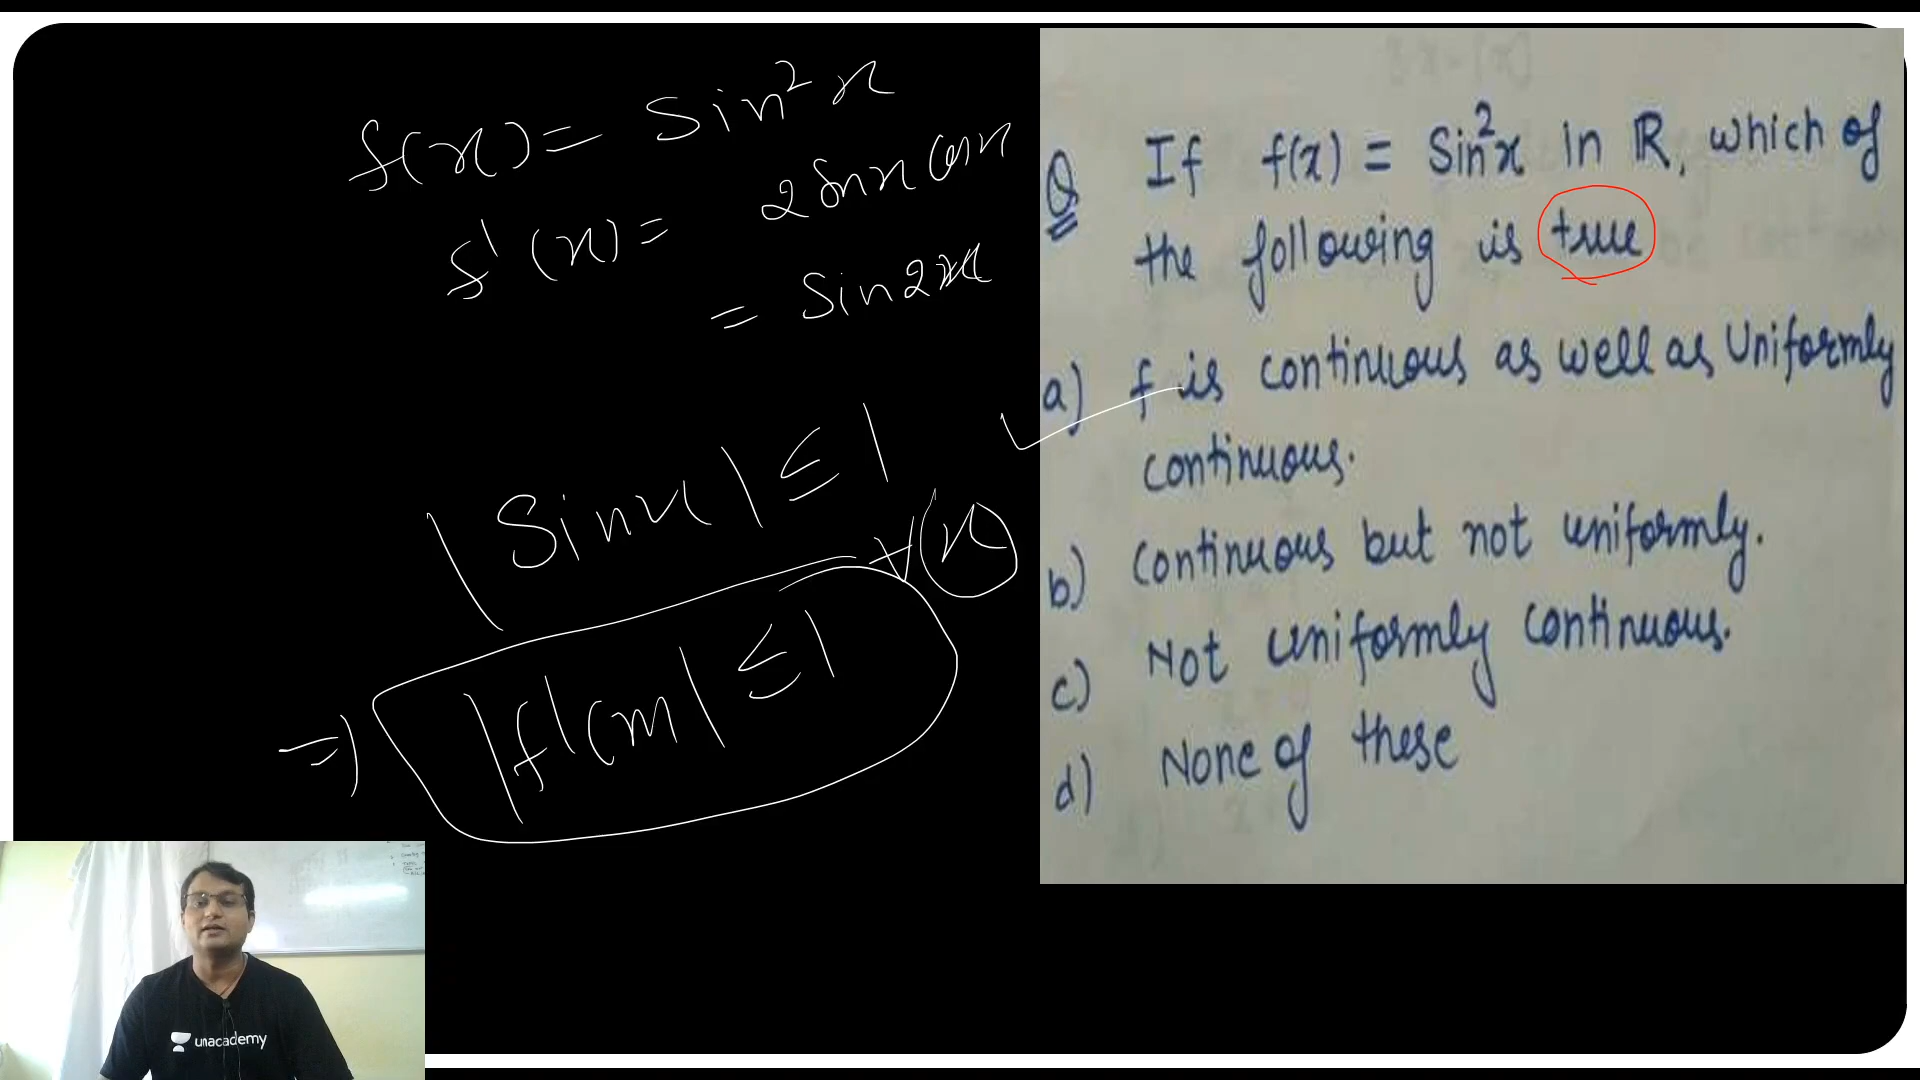 f(x) = Sin²x
f'(x) = 2 Sinx Cosx
= Sin2x
|Sinx| ≤ 1
∀ x
⇒ |f'(x)| ≤ 1
Q If f(x) = Sin²x in ℝ, which of
the following is true
a) f is continuous as well as Uniformly
continuous.
b) Continuous but not uniformly.
c) Not uniformly continuous.
d) None of these
unacademy